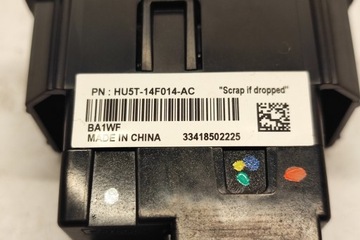 PN : HU5T-14F014-AC "Scrap if dropped"
BA1WF
MADE IN CHINA 33418502225